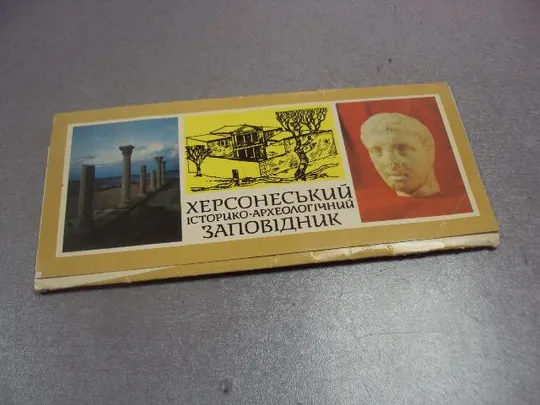 ХЕРСОНЕСЬКИЙ
ІСТОРИКО-АРХЕОЛОГІЧНИЙ
ЗАПОВІДНИК